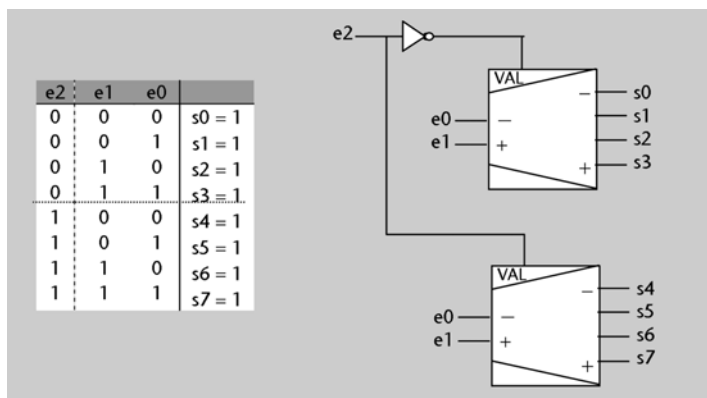 e2 e1 e0
0 0 0 s0 = 1
0 0 1 s1 = 1
0 1 0 s2 = 1
0 1 1 s3 = 1
1 0 0 s4 = 1
1 0 1 s5 = 1
1 1 0 s6 = 1
1 1 1 s7 = 1
e2
VAL
e0 −
e1 +
− s0
s1
s2
+ s3
VAL
e0 −
e1 +
− s4
s5
s6
+ s7